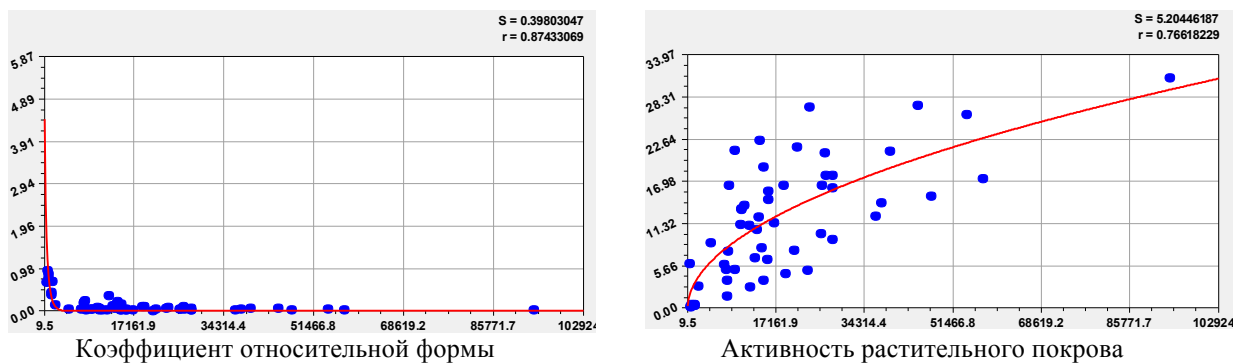 S = 0.39803047
r = 0.87433069
5.87
4.89
3.91
2.94
1.96
0.98
0.00
9.5 17161.9 34314.4 51466.8 68619.2 85771.7 102924
Коэффициент относительной формы
S = 5.20446187
r = 0.76618229
33.97
28.31
22.64
16.98
11.32
5.66
0.00
9.5 17161.9 34314.4 51466.8 68619.2 85771.7 102924
Активность растительного покрова